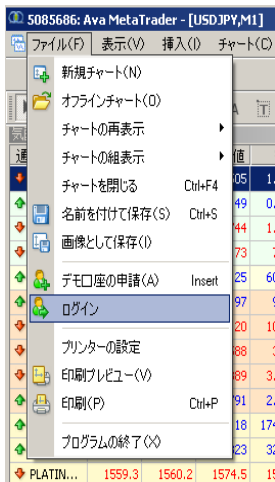 5085686: Ava MetaTrader - [USDJPY,M1]
ファイル(F) 表示(V) 挿入(I) チャート(C)
新規チャート(N)
オフラインチャート(O)
チャートの再表示
チャートの組表示
チャートを閉じる Ctrl+F4
名前を付けて保存(S) Ctrl+S
画像として保存(I)
デモ口座の申請(A) Insert
ログイン
プリンターの設定
印刷プレビュー(V)
印刷(P) Ctrl+P
プログラムの終了(X)
PLATIN... 1559.3 1560.2 1574.5